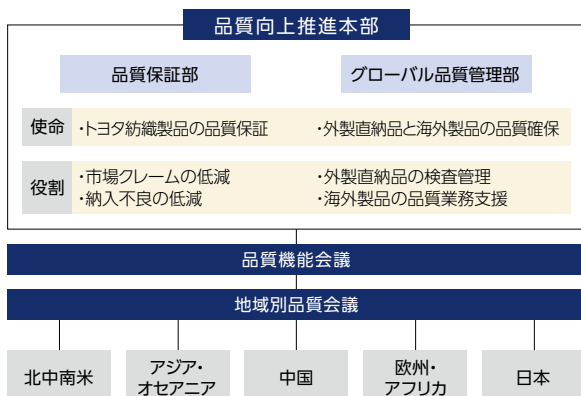 品質向上推進本部
品質保証部
グローバル品質管理部
使命
・トヨタ紡織製品の品質保証
・外製直納品と海外製品の品質確保
役割
・市場クレームの低減
・納入不良の低減
・外製直納品の検査管理
・海外製品の品質業務支援
品質機能会議
地域別品質会議
北中南米
アジア・
オセアニア
中国
欧州・
アフリカ
日本